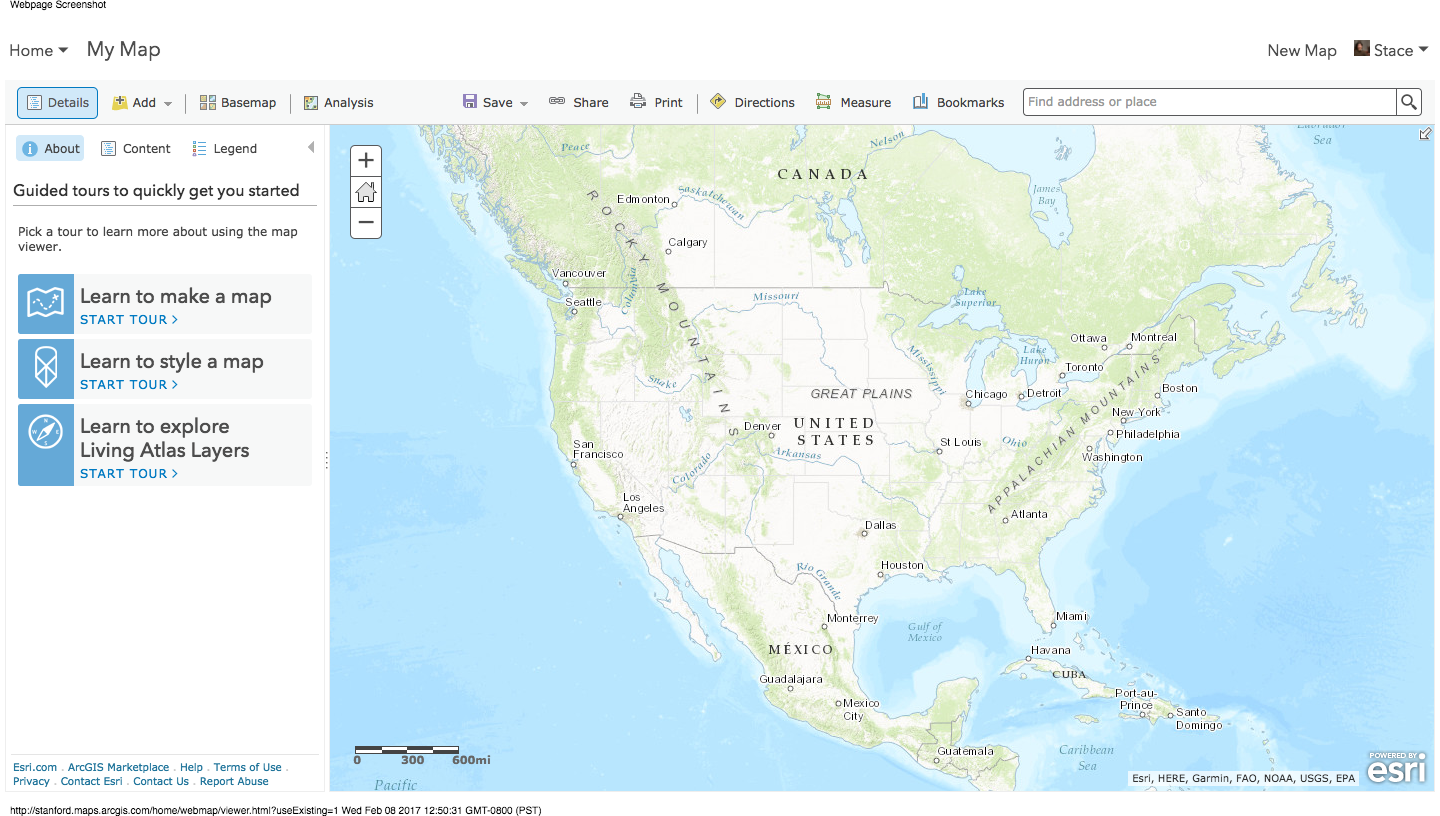 Webpage Screenshot
Home My Map New Map Stace
Details Add Basemap Analysis Save Share Print Directions Measure Bookmarks Find address or place
About Content Legend
Guided tours to quickly get you started
Pick a tour to learn more about using the map
viewer.
Learn to make a map
START TOUR >
Learn to style a map
START TOUR >
Learn to explore
Living Atlas Layers
START TOUR >
Esri.com . ArcGIS Marketplace . Help . Terms of Use .
Privacy . Contact Esri . Contact Us . Report Abuse
+
−
Labrador
Sea
Peace
Nelson
CANADA
James
Bay
Edmonton
Saskatchewan
ROCKY MOUNTAINS
Calgary
Vancouver
Columbia
Seattle
Missouri
Lake
Superior
Ottawa
Montreal
Lake
Huron
Toronto
Mississippi
Snake
GREAT PLAINS
Chicago
Detroit
Boston
New York
APPALACHIAN MOUNTAINS
Denver
UNITED
STATES
Philadelphia
St Louis
Ohio
San
Francisco
Arkansas
Washington
Colorado
Los
Angeles
Atlanta
Dallas
Houston
Rio Grande
Monterrey
Miami
Gulf of
Mexico
MÉXICO
Havana
CUBA
Guadalajara
Port-au-
Prince
Mexico
City
Santo
Domingo
Guatemala
Caribbean
Sea
0 300 600mi
Pacific
Esri, HERE, Garmin, FAO, NOAA, USGS, EPA
POWERED BY
esri
http://stanford.maps.arcgis.com/home/webmap/viewer.html?useExisting=1 Wed Feb 08 2017 12:50:31 GMT-0800 (PST)